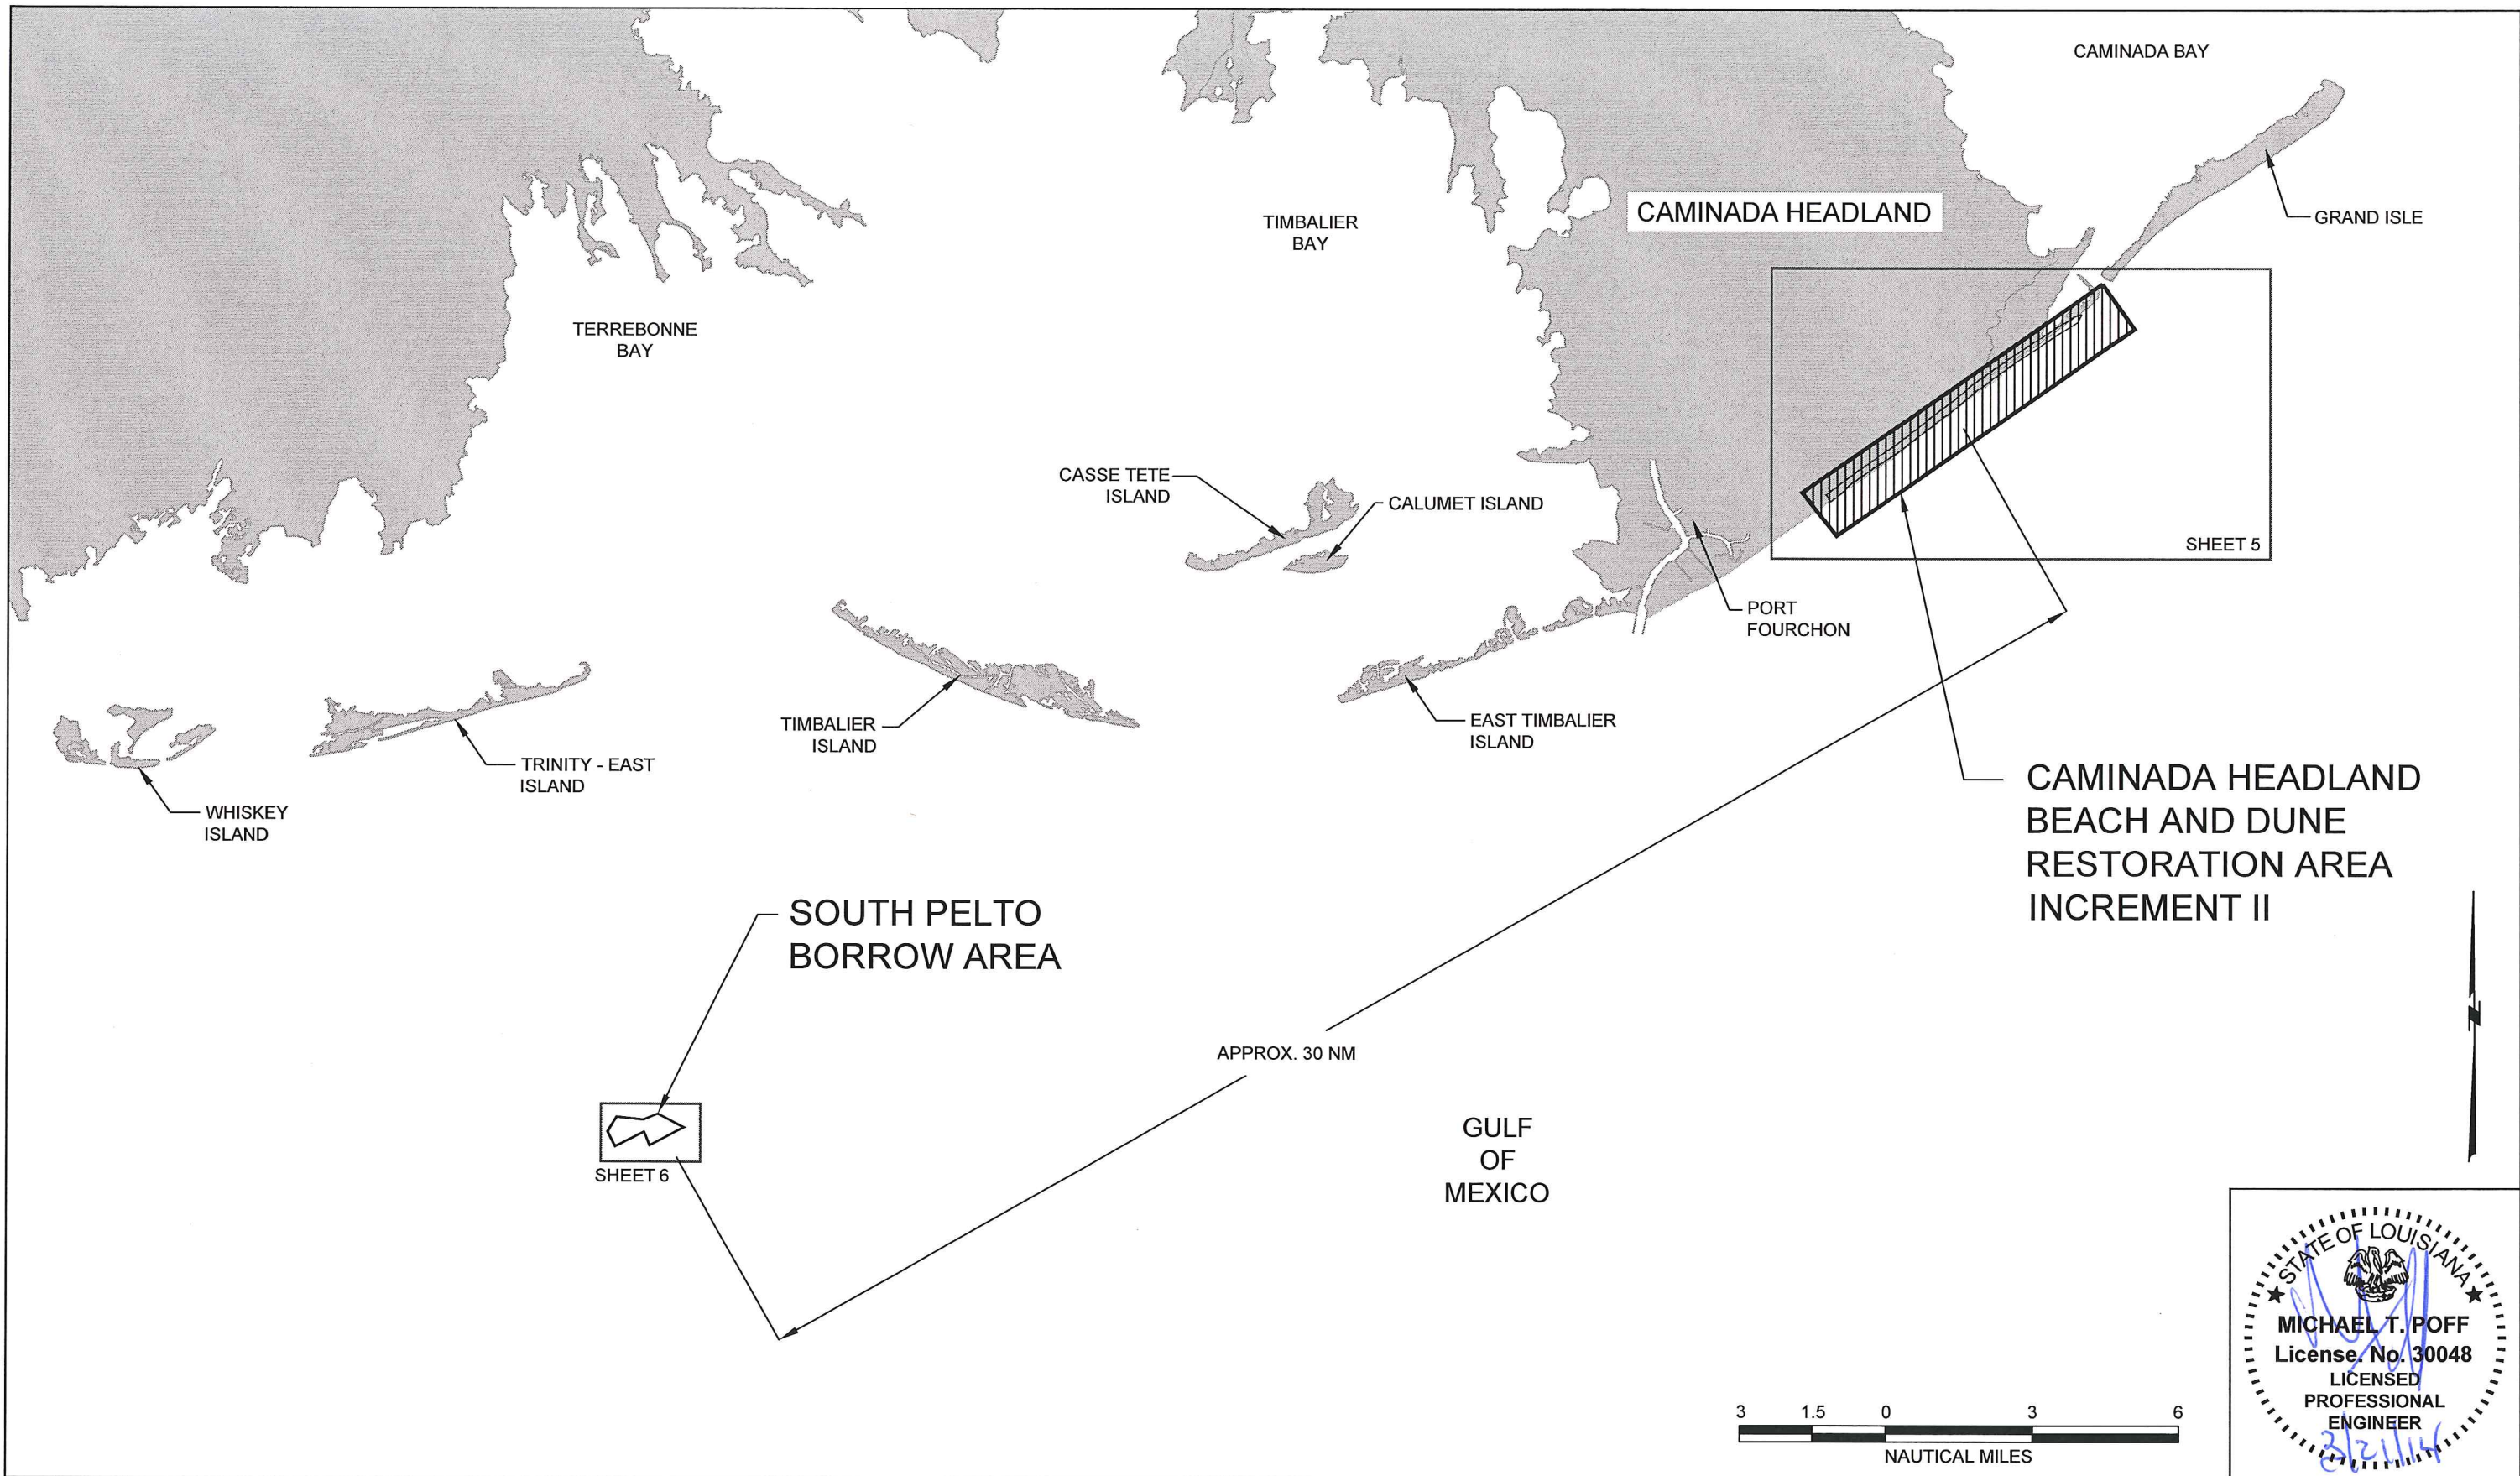 CAMINADA BAY
GRAND ISLE
CAMINADA HEADLAND
TIMBALIER
BAY
TERREBONNE
BAY
CASSE TETE
ISLAND
CALUMET ISLAND
SHEET 5
PORT
FOURCHON
TIMBALIER
ISLAND
EAST TIMBALIER
ISLAND
TRINITY - EAST
ISLAND
WHISKEY
ISLAND
CAMINADA HEADLAND
BEACH AND DUNE
RESTORATION AREA
INCREMENT II
SOUTH PELTO
BORROW AREA
APPROX. 30 NM
SHEET 6
GULF
OF
MEXICO
N
3 1.5 0 3 6
NAUTICAL MILES
STATE OF LOUISIANA
MICHAEL T. POFF
License. No. 30048
LICENSED
PROFESSIONAL
ENGINEER
3/21/14